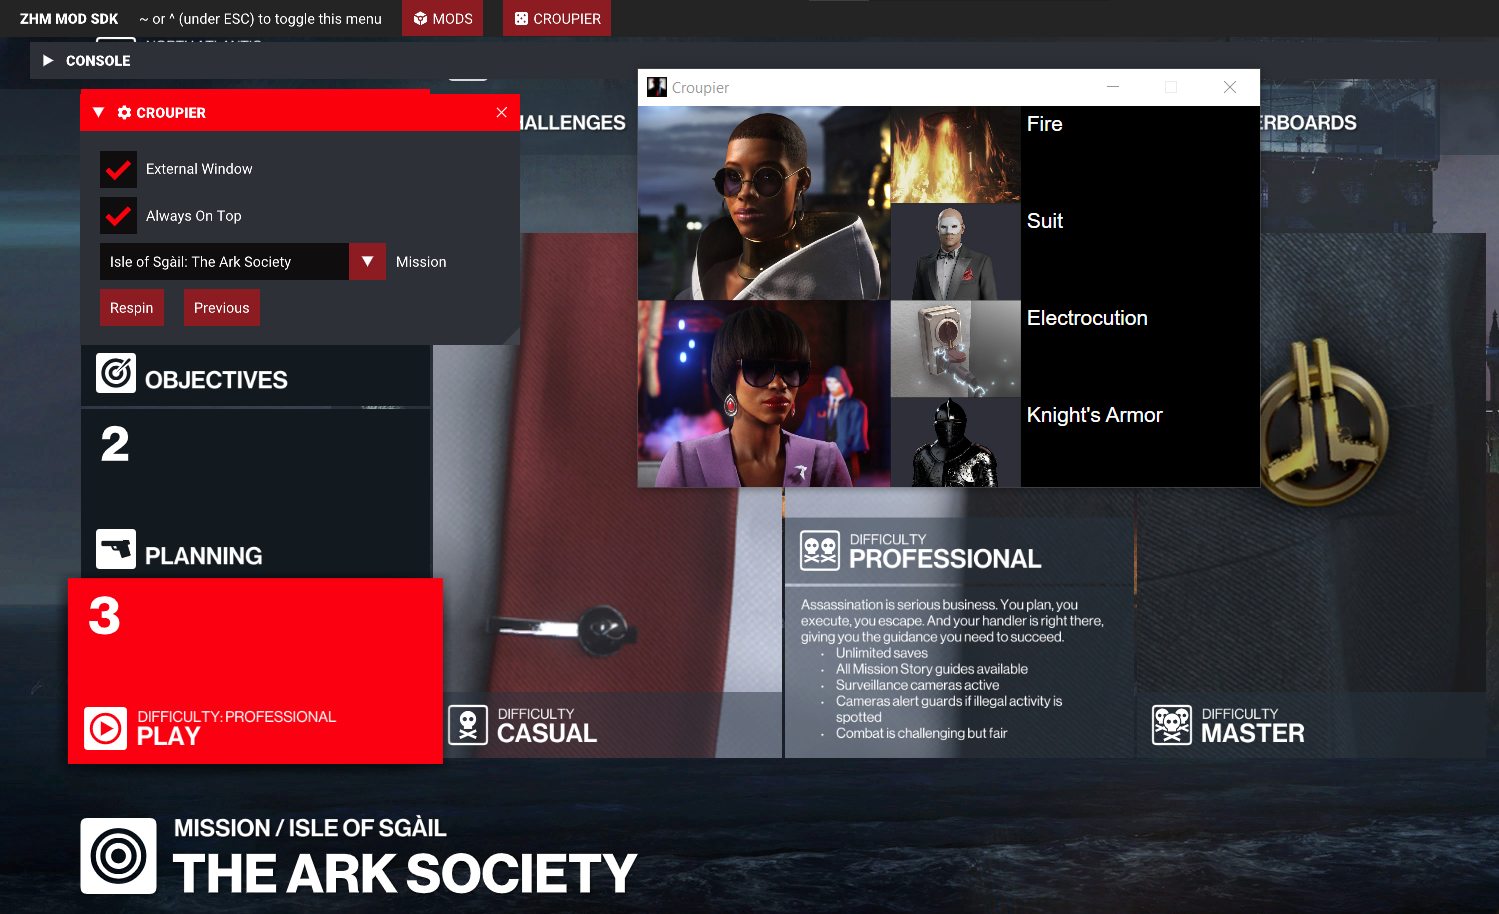 ZHM MOD SDK ~ or ^ (under ESC) to toggle this menu MODS CROUPIER
CONSOLE
Croupier
CROUPIER
External Window
Always On Top
Isle of Sgàil: The Ark Society Mission
Respin Previous
Fire
Suit
Electrocution
Knight's Armor
OBJECTIVES
2
PLANNING
3
DIFFICULTY: PROFESSIONAL
PLAY
DIFFICULTY
CASUAL
DIFFICULTY
PROFESSIONAL
Assassination is serious business. You plan, you
execute, you escape. And your handler is right there,
giving you the guidance you need to succeed.
• Unlimited saves
• All Mission Story guides available
• Surveillance cameras active
• Cameras alert guards if illegal activity is
spotted
• Combat is challenging but fair
DIFFICULTY
MASTER
MISSION / ISLE OF SGÀIL
THE ARK SOCIETY